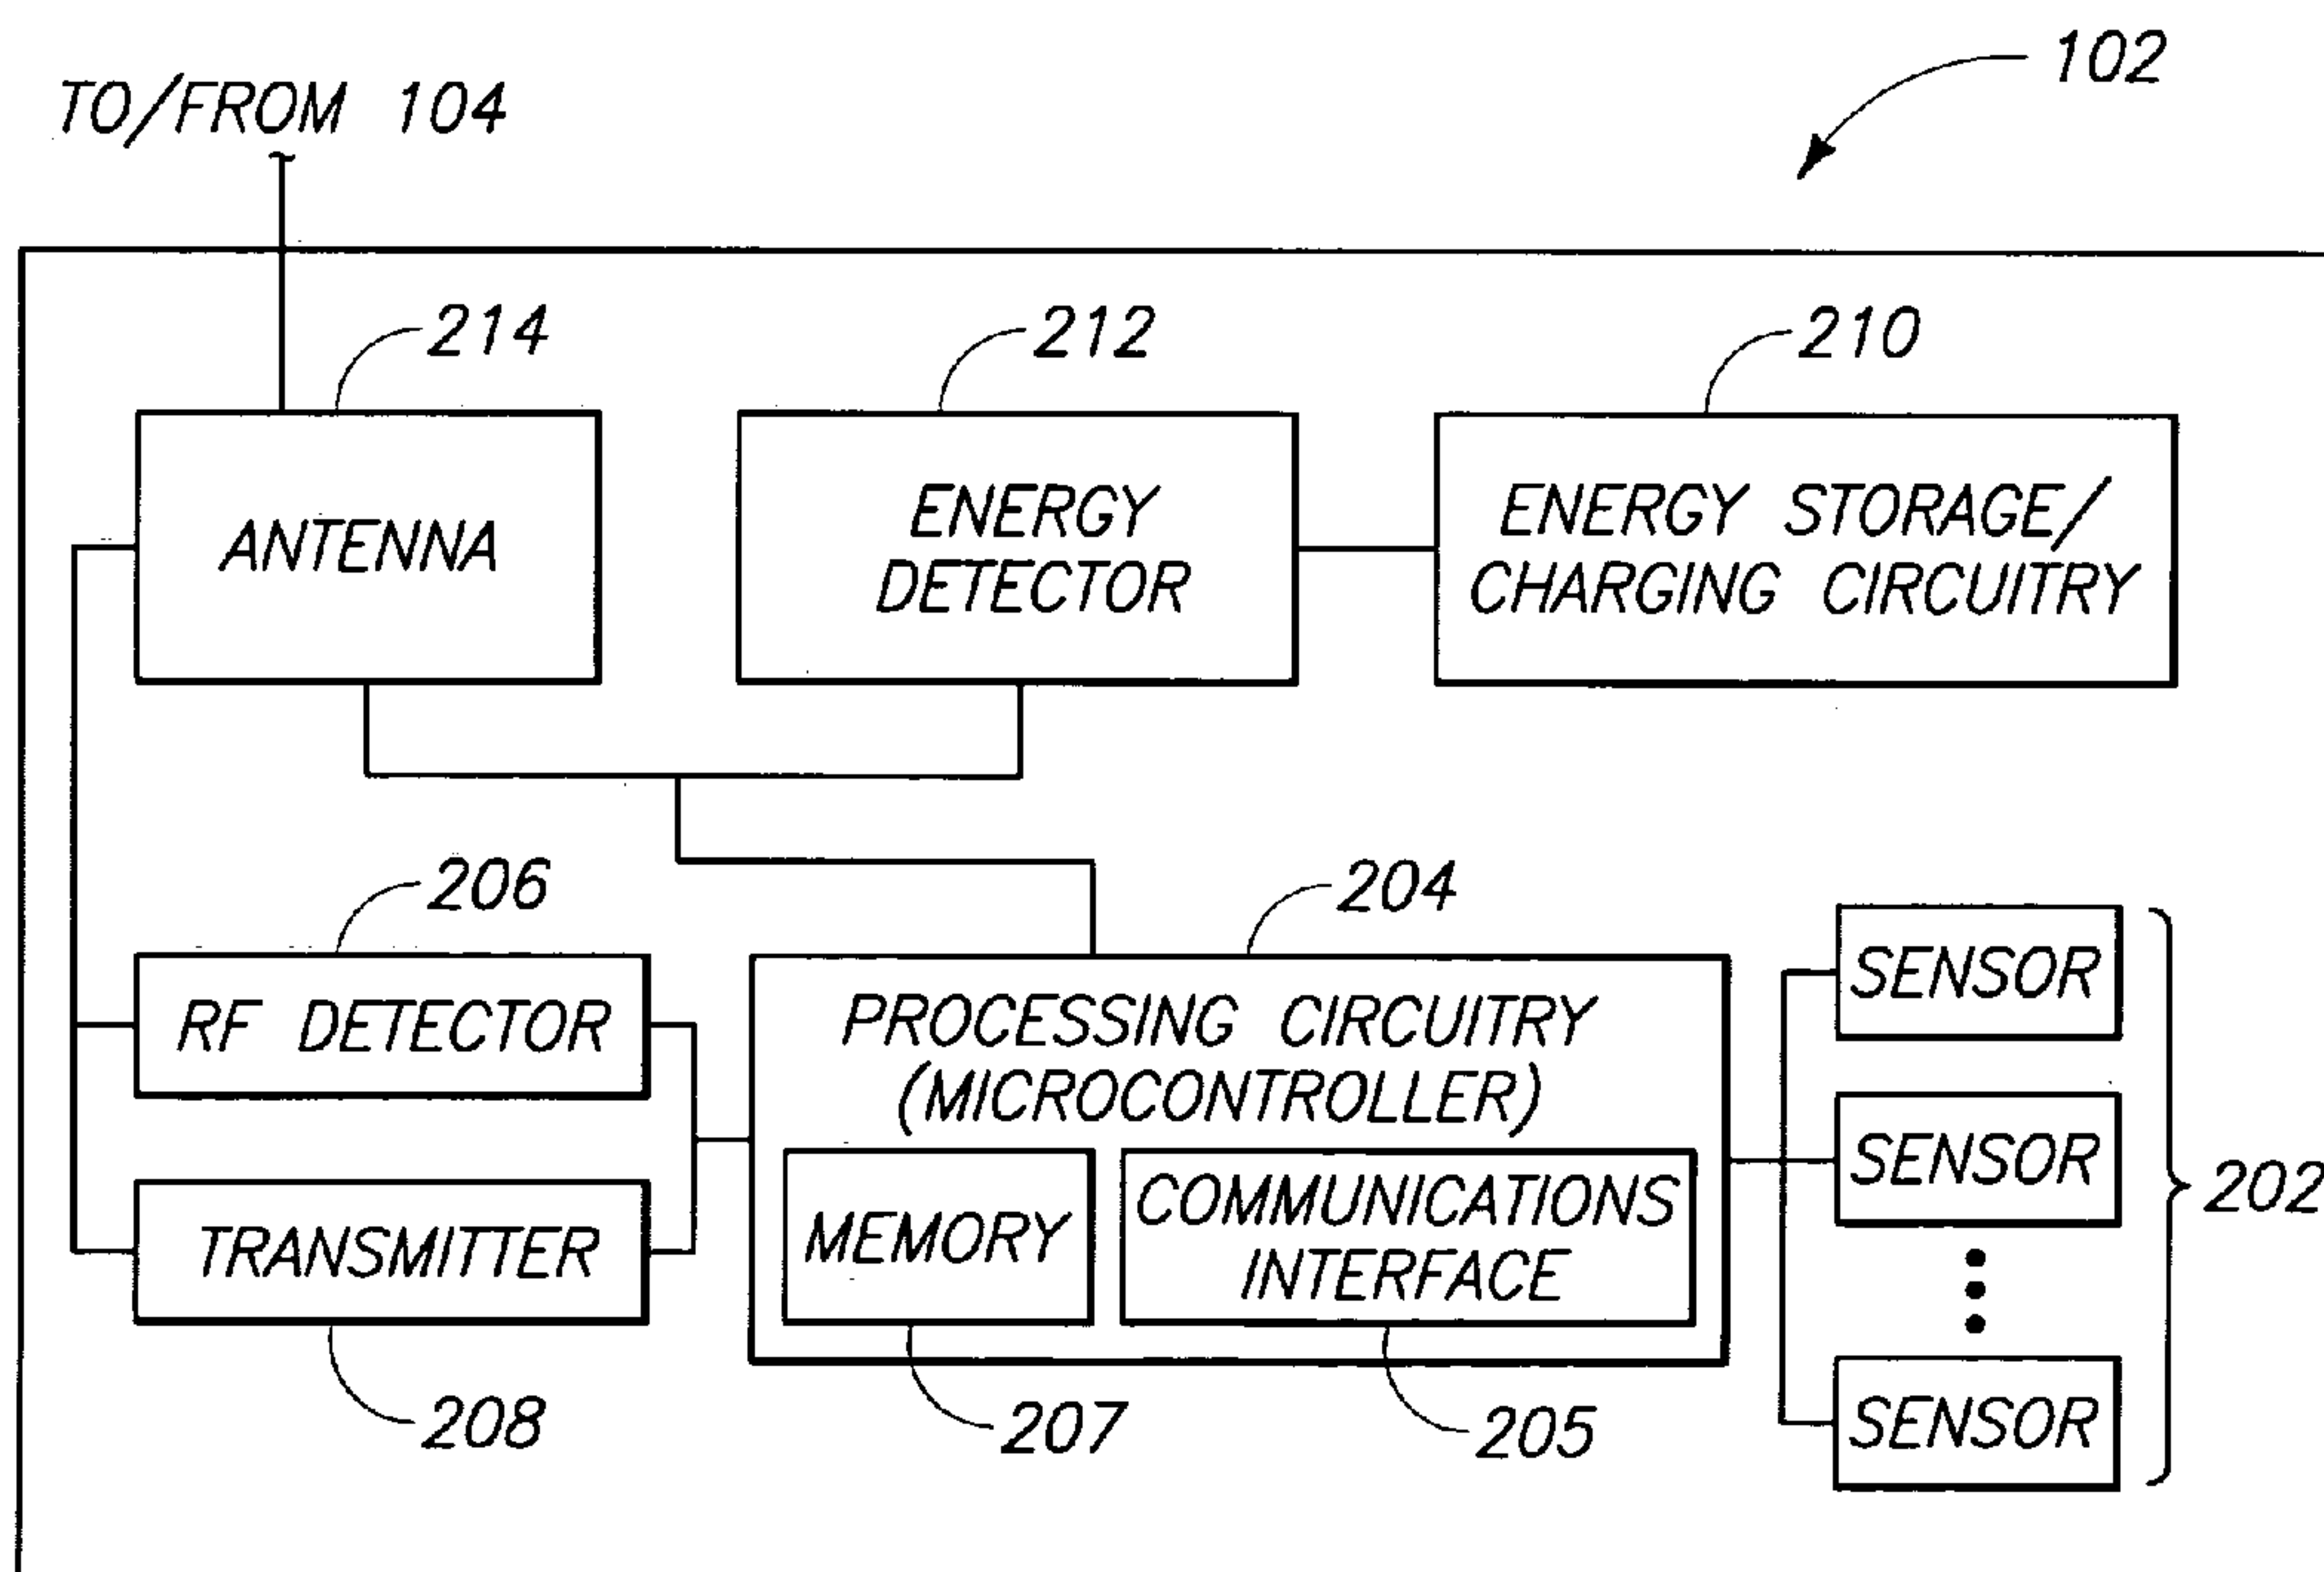 102
TO/FROM 104
214
212
210
ANTENNA
ENERGY
DETECTOR
ENERGY STORAGE/
CHARGING CIRCUITRY
206
204
RF DETECTOR
PROCESSING CIRCUITRY
(MICROCONTROLLER)
SENSOR
SENSOR
SENSOR
202
TRANSMITTER
MEMORY
COMMUNICATIONS
INTERFACE
208
207
205